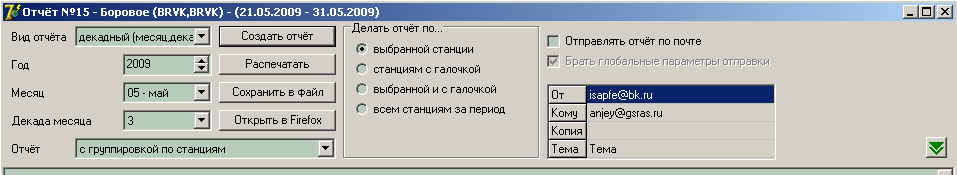 Отчёт №15 - Боровое (BRVK,BRVK) - (21.05.2009 - 31.05.2009)
Вид отчёта декадный (месяц,дека Создать отчёт
Год 2009 Распечатать
Месяц 05 - май Сохранить в файл
Декада месяца 3 Открыть в Firefox
Отчёт с группировкой по станциям
Делать отчёт по...
выбранной станции
станциям с галочкой
выбранной и с галочкой
всем станциям за период
Отправлять отчёт по почте
Брать глобальные параметры отправки
От isapfe@bk.ru
Кому anjey@gsras.ru
Копия
Тема Тема